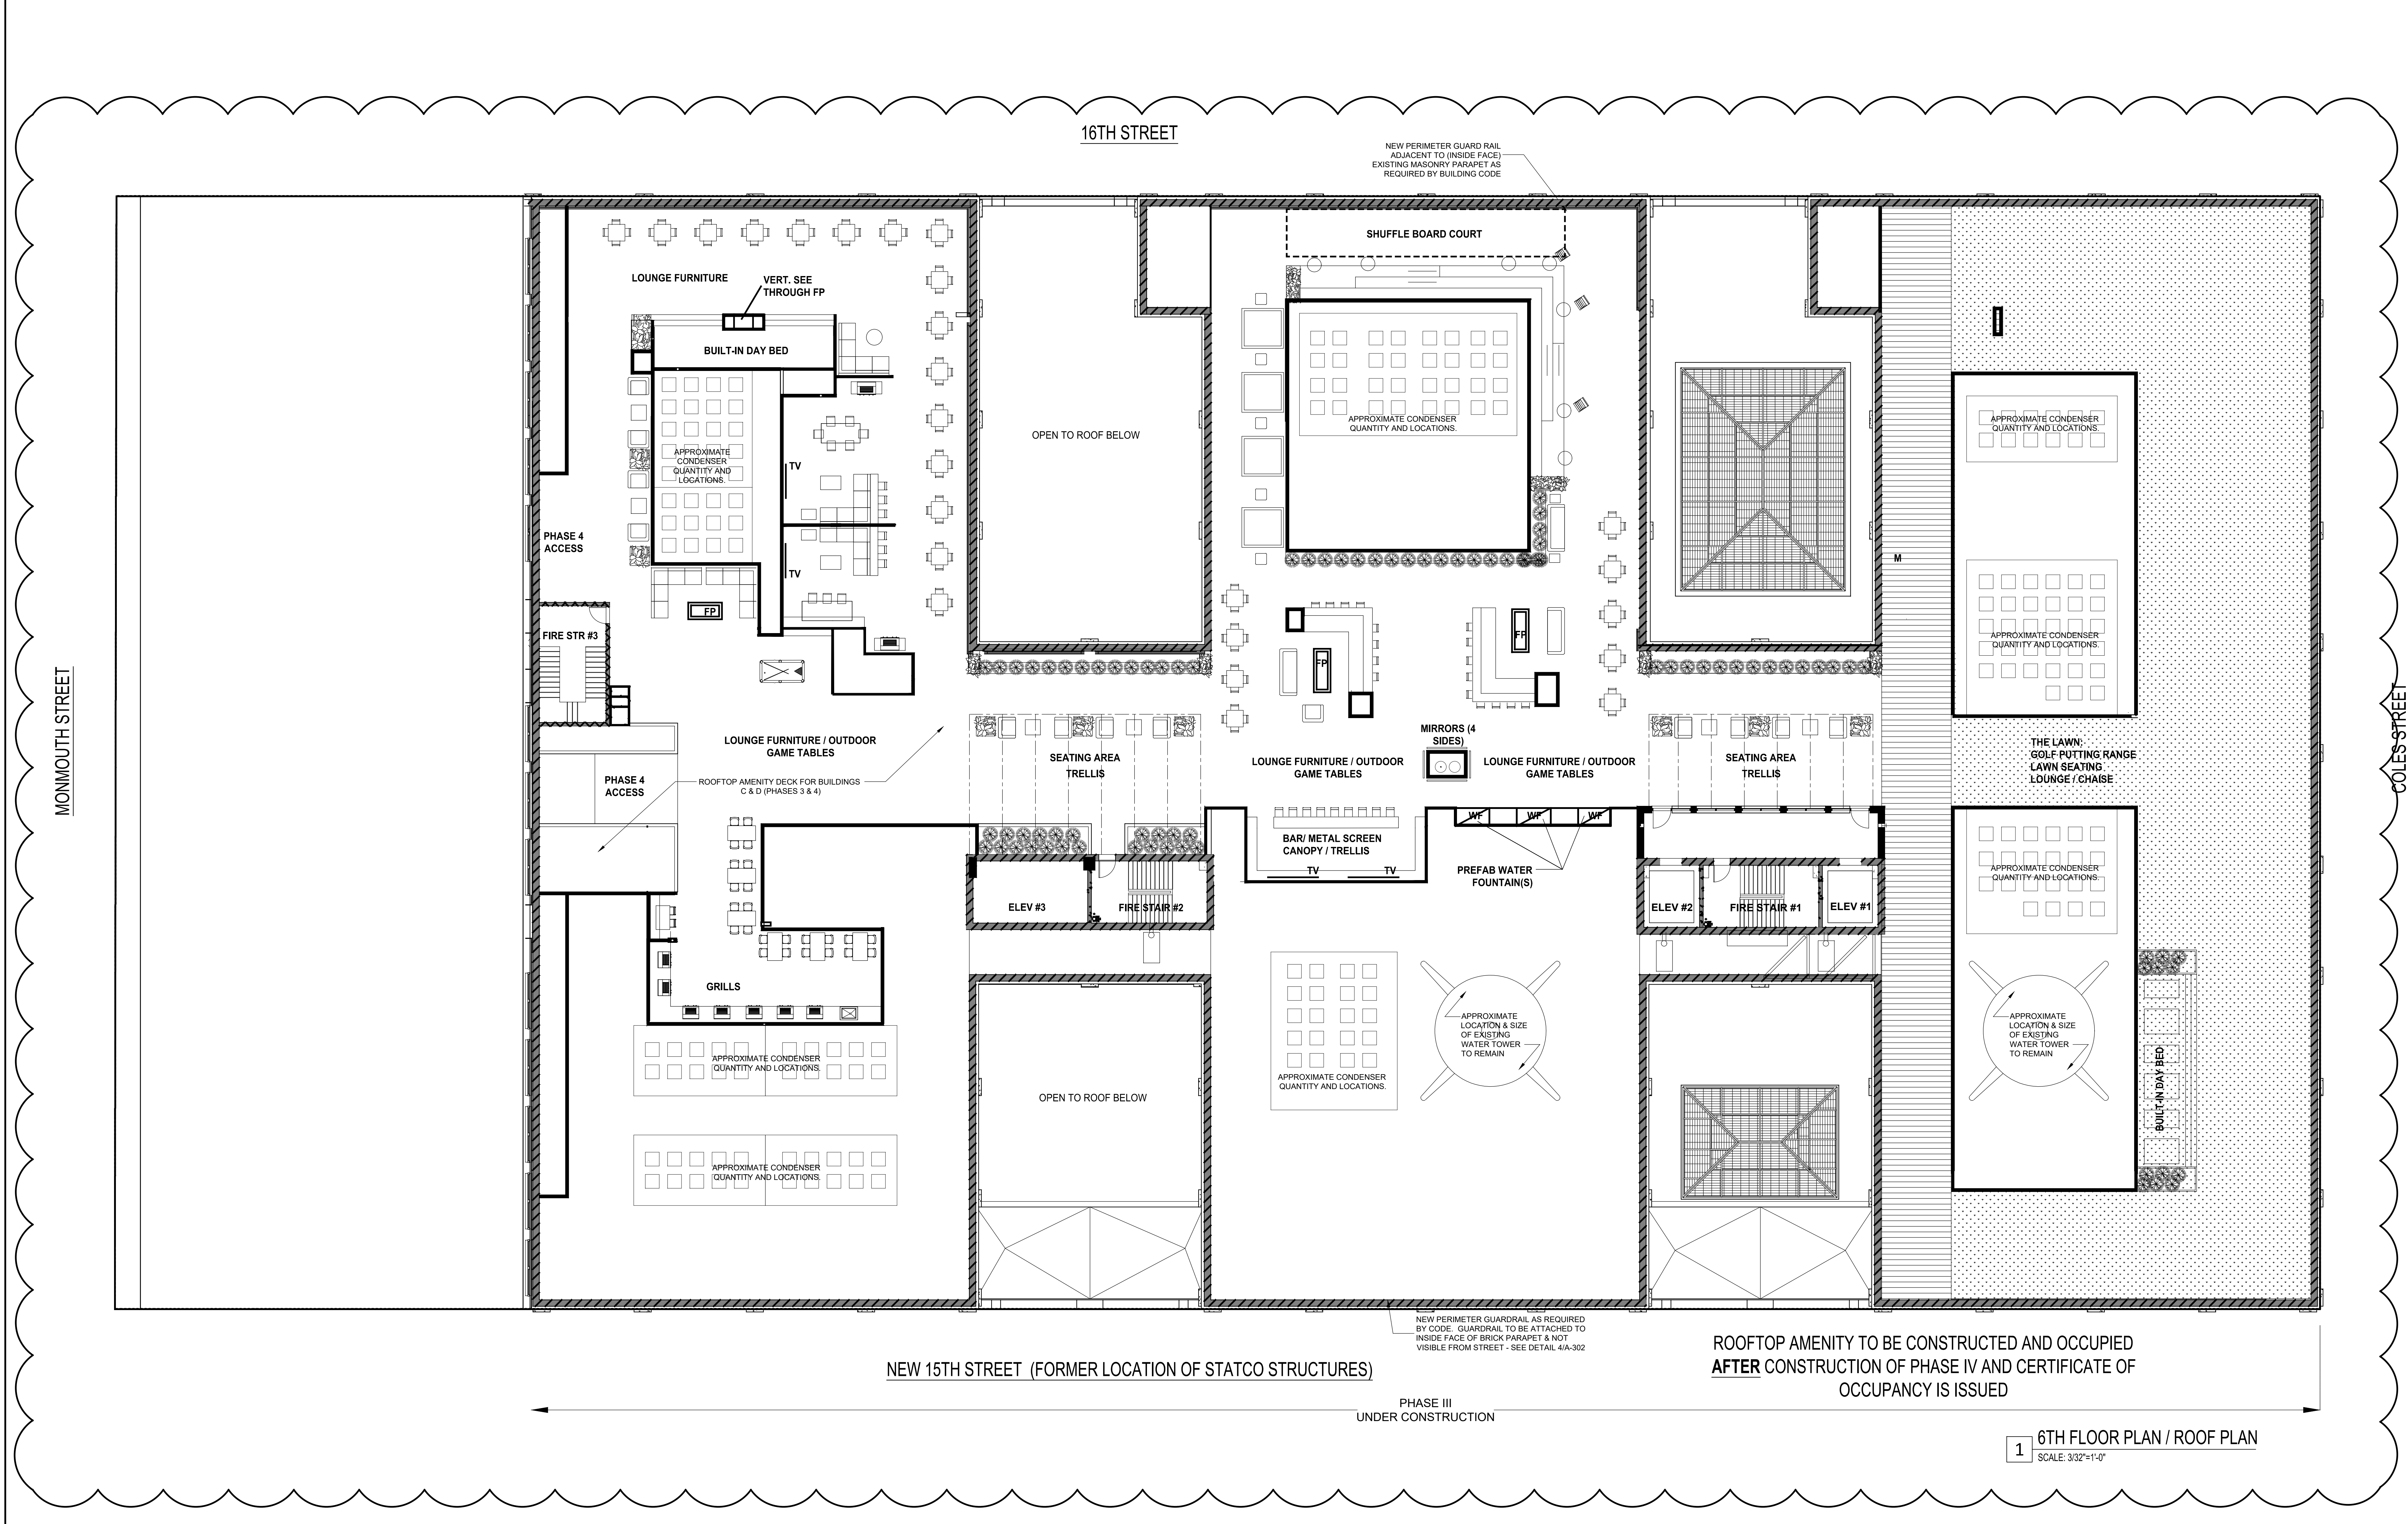 16TH STREET
NEW PERIMETER GUARD RAIL
ADJACENT TO (INSIDE FACE)
EXISTING MASONRY PARAPET AS
REQUIRED BY BUILDING CODE
SHUFFLE BOARD COURT
LOUNGE FURNITURE
VERT. SEE
THROUGH FP
BUILT-IN DAY BED
APPROXIMATE
CONDENSER
QUANTITY AND
LOCATIONS.
TV
TV
OPEN TO ROOF BELOW
APPROXIMATE CONDENSER
QUANTITY AND LOCATIONS.
APPROXIMATE CONDENSER
QUANTITY AND LOCATIONS.
M
PHASE 4
ACCESS
FP
FIRE STR #3
FP
FP
APPROXIMATE CONDENSER
QUANTITY AND LOCATIONS.
MONMOUTH STREET
COLES STREET
LOUNGE FURNITURE / OUTDOOR
GAME TABLES
SEATING AREA
TRELLIS
LOUNGE FURNITURE / OUTDOOR
GAME TABLES
MIRRORS (4
SIDES)
LOUNGE FURNITURE / OUTDOOR
GAME TABLES
SEATING AREA
TRELLIS
THE LAWN:
GOLF PUTTING RANGE
LAWN SEATING
LOUNGE / CHAISE
PHASE 4
ACCESS
ROOFTOP AMENITY DECK FOR BUILDINGS
C & D (PHASES 3 & 4)
BAR/ METAL SCREEN
CANOPY / TRELLIS
TV
TV
WF
WF
WF
PREFAB WATER
FOUNTAIN(S)
APPROXIMATE CONDENSER
QUANTITY AND LOCATIONS.
ELEV #3
FIRE STAIR #2
ELEV #2
FIRE STAIR #1
ELEV #1
GRILLS
APPROXIMATE CONDENSER
QUANTITY AND LOCATIONS.
APPROXIMATE CONDENSER
QUANTITY AND LOCATIONS.
OPEN TO ROOF BELOW
APPROXIMATE CONDENSER
QUANTITY AND LOCATIONS.
APPROXIMATE
LOCATION & SIZE
OF EXISTING
WATER TOWER
TO REMAIN
APPROXIMATE
LOCATION & SIZE
OF EXISTING
WATER TOWER
TO REMAIN
BUILT-IN DAY BED
NEW PERIMETER GUARDRAIL AS REQUIRED
BY CODE. GUARDRAIL TO BE ATTACHED TO
INSIDE FACE OF BRICK PARAPET & NOT
VISIBLE FROM STREET - SEE DETAIL 4/A-302
NEW 15TH STREET (FORMER LOCATION OF STATCO STRUCTURES)
ROOFTOP AMENITY TO BE CONSTRUCTED AND OCCUPIED
AFTER CONSTRUCTION OF PHASE IV AND CERTIFICATE OF
OCCUPANCY IS ISSUED
PHASE III
UNDER CONSTRUCTION
1
6TH FLOOR PLAN / ROOF PLAN
SCALE: 3/32"=1'-0"